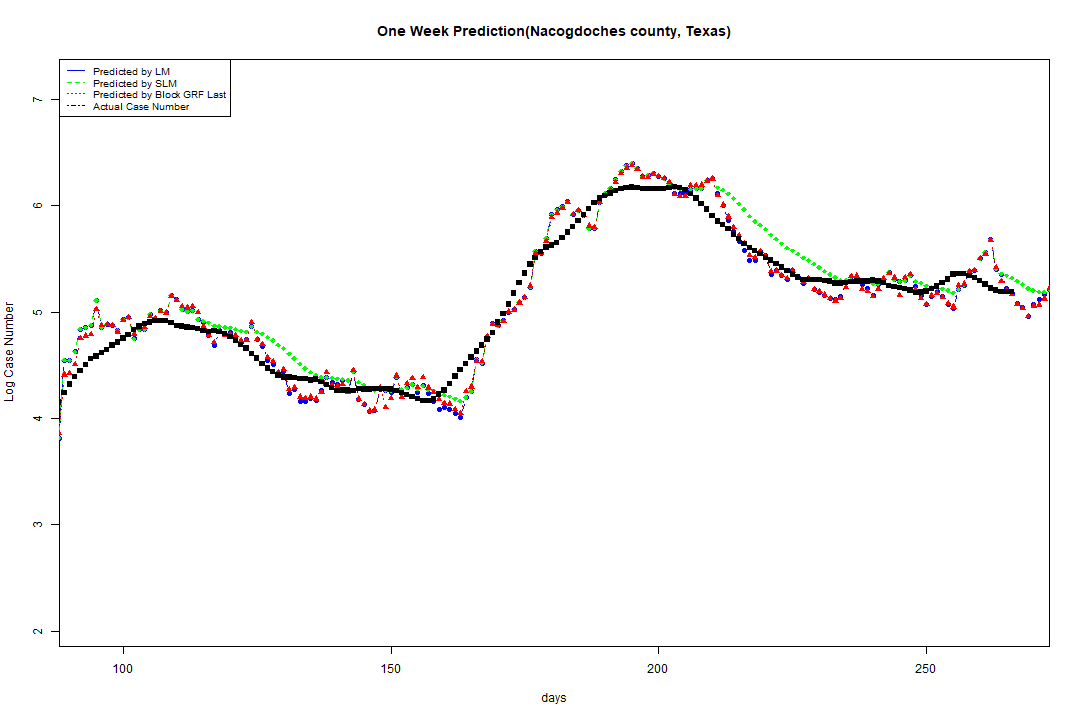 One Week Prediction(Nacogdoches county, Texas)
Predicted by LM
Predicted by SLM
Predicted by Block GRF Last
Actual Case Number
7
6
5
4
3
2
Log Case Number
100 150 200 250
days